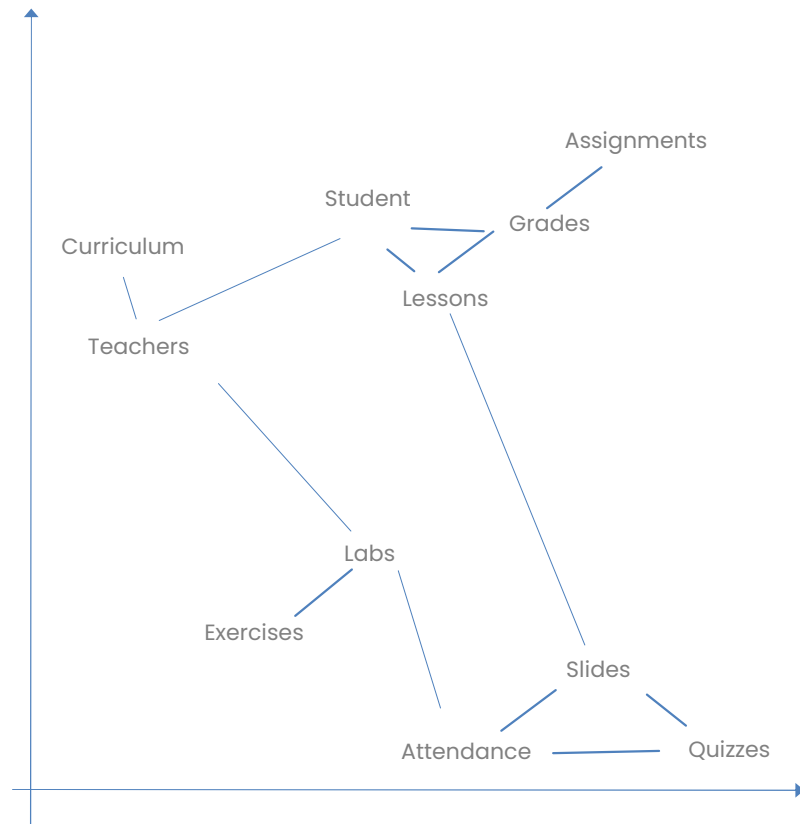 Assignments
Student
Grades
Curriculum
Lessons
Teachers
Labs
Exercises
Slides
Attendance
Quizzes